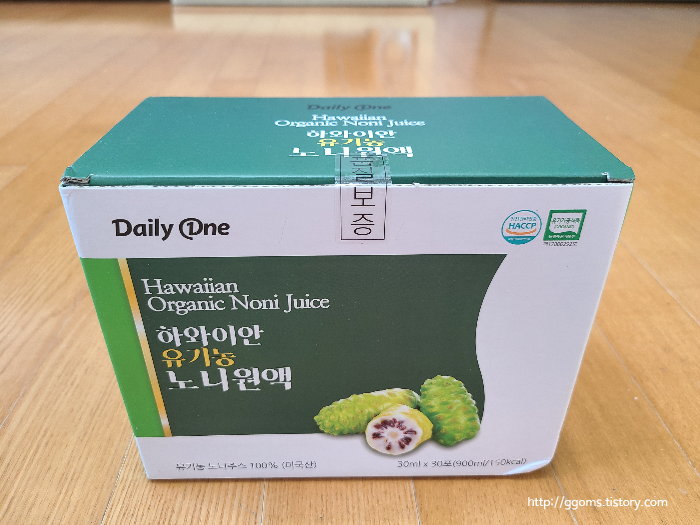 Daily One
Hawaiian
Organic Noni Juice
하와이안
유기농
노니원액
보증
Daily One
HACCP
Hawaiian
Organic Noni Juice
하와이안
유기농
노니원액
유기농 노니주스 100% (미국산)
30ml x 30포(900ml/150kcal)
http://ggoms.tistory.com